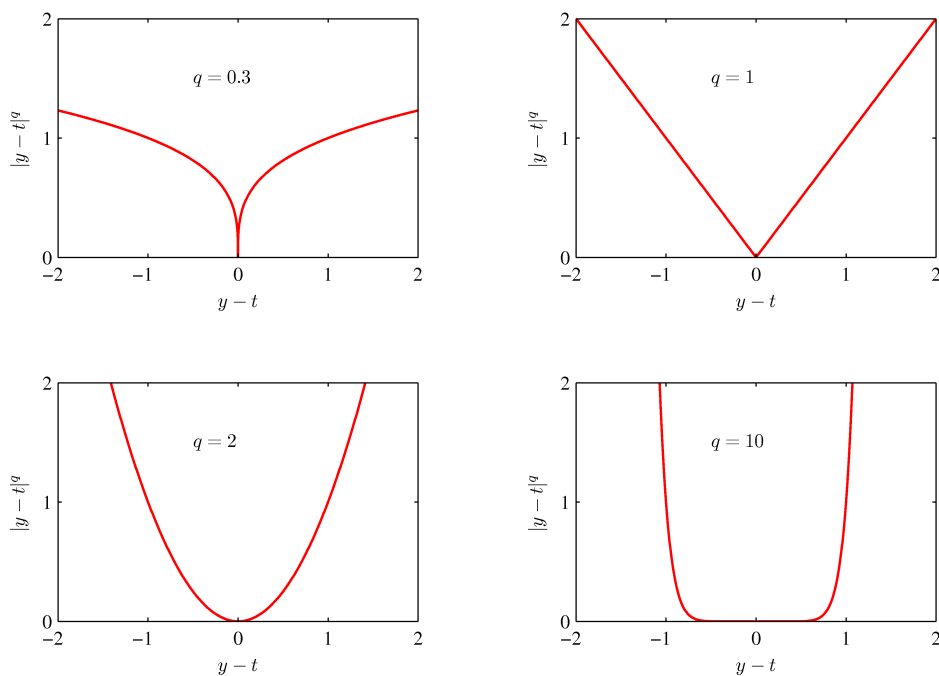 2
q = 0.3
|y − t|^q
1
0
−2 −1 0 1 2
y − t
2
q = 1
|y − t|^q
1
0
−2 −1 0 1 2
y − t
2
q = 2
|y − t|^q
1
0
−2 −1 0 1 2
y − t
2
q = 10
|y − t|^q
1
0
−2 −1 0 1 2
y − t